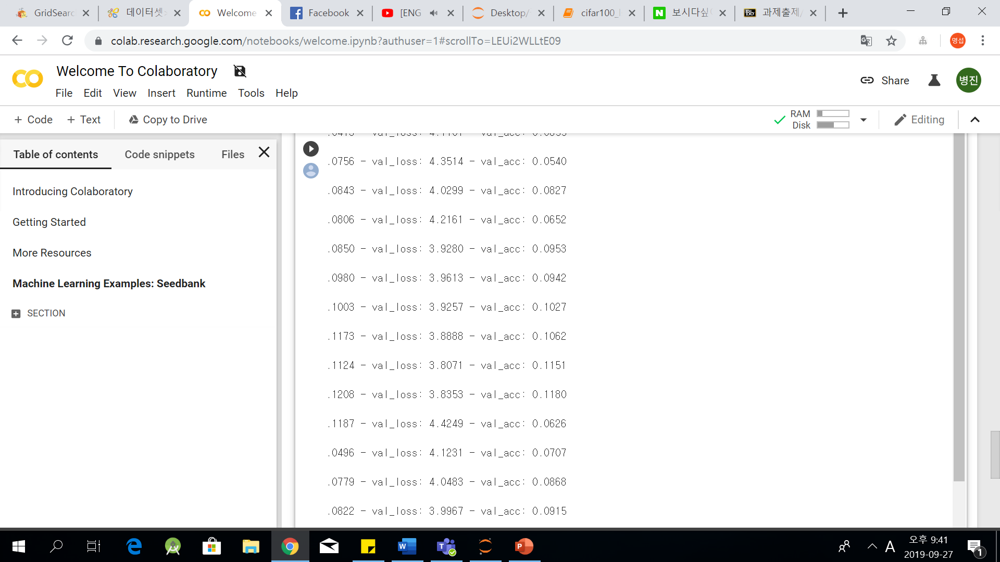 GridSearc
데이터셋
Welcome
Facebook
[ENG
Desktop/
cifar100_
보시다싶
과제출제/
colab.research.google.com/notebooks/welcome.ipynb?authuser=1#scrollTo=LEUi2WLLtE09
명섭
Welcome To Colaboratory
File Edit View Insert Runtime Tools Help
Share
병진
+ Code + Text Copy to Drive
RAM
Disk
Editing
Table of contents Code snippets Files
Introducing Colaboratory
Getting Started
More Resources
Machine Learning Examples: Seedbank
SECTION
.0756 - val_loss: 4.3514 - val_acc: 0.0540
.0843 - val_loss: 4.0299 - val_acc: 0.0827
.0806 - val_loss: 4.2161 - val_acc: 0.0652
.0850 - val_loss: 3.9280 - val_acc: 0.0953
.0980 - val_loss: 3.9613 - val_acc: 0.0942
.1003 - val_loss: 3.9257 - val_acc: 0.1027
.1173 - val_loss: 3.8888 - val_acc: 0.1062
.1124 - val_loss: 3.8071 - val_acc: 0.1151
.1208 - val_loss: 3.8353 - val_acc: 0.1180
.1187 - val_loss: 4.4249 - val_acc: 0.0626
.0496 - val_loss: 4.1231 - val_acc: 0.0707
.0779 - val_loss: 4.0483 - val_acc: 0.0868
.0822 - val_loss: 3.9967 - val_acc: 0.0915
A
오후 9:41
2019-09-27
1